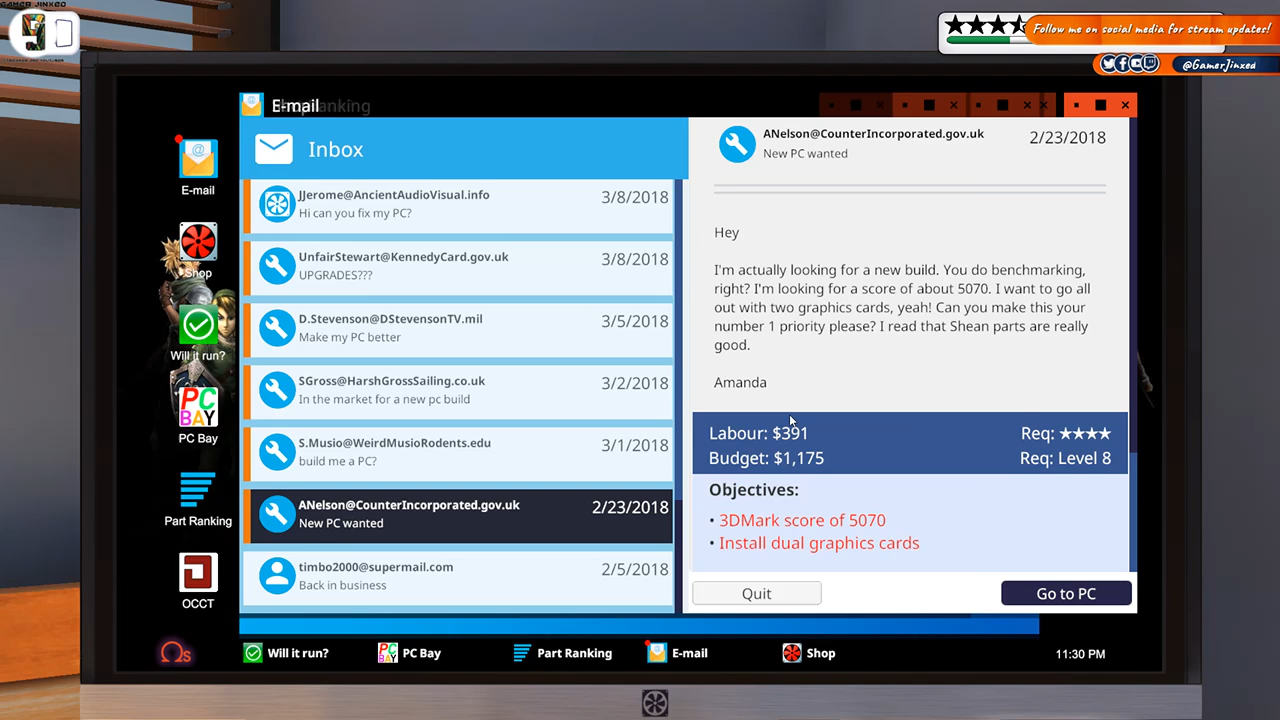 GAMER JINXED
Follow me on social media for stream updates!
@GamerJinxed
E-mail
Inbox
JJerome@AncientAudioVisual.info
3/8/2018
Hi can you fix my PC?
UnfairStewart@KennedyCard.gov.uk
3/8/2018
UPGRADES???
D.Stevenson@DStevensonTV.mil
3/5/2018
Make my PC better
SGross@HarshGrossSailing.co.uk
3/2/2018
In the market for a new pc build
S.Musio@WeirdMusioRodents.edu
3/1/2018
build me a PC?
ANelson@CounterIncorporated.gov.uk
2/23/2018
New PC wanted
timbo2000@supermail.com
2/5/2018
Back in business
ANelson@CounterIncorporated.gov.uk
2/23/2018
New PC wanted
Hey
I'm actually looking for a new build. You do benchmarking,
right? I'm looking for a score of about 5070. I want to go all
out with two graphics cards, yeah! Can you make this your
number 1 priority please? I read that Shean parts are really
good.
Amanda
Labour: $391
Req: ★★★★
Budget: $1,175
Req: Level 8
Objectives:
• 3DMark score of 5070
• Install dual graphics cards
Quit
Go to PC
E-mail
Shop
Will it run?
PC BAY
PC Bay
Part Ranking
OCCT
Ωs
Will it run?
PC BAY
PC Bay
Part Ranking
E-mail
Shop
11:30 PM